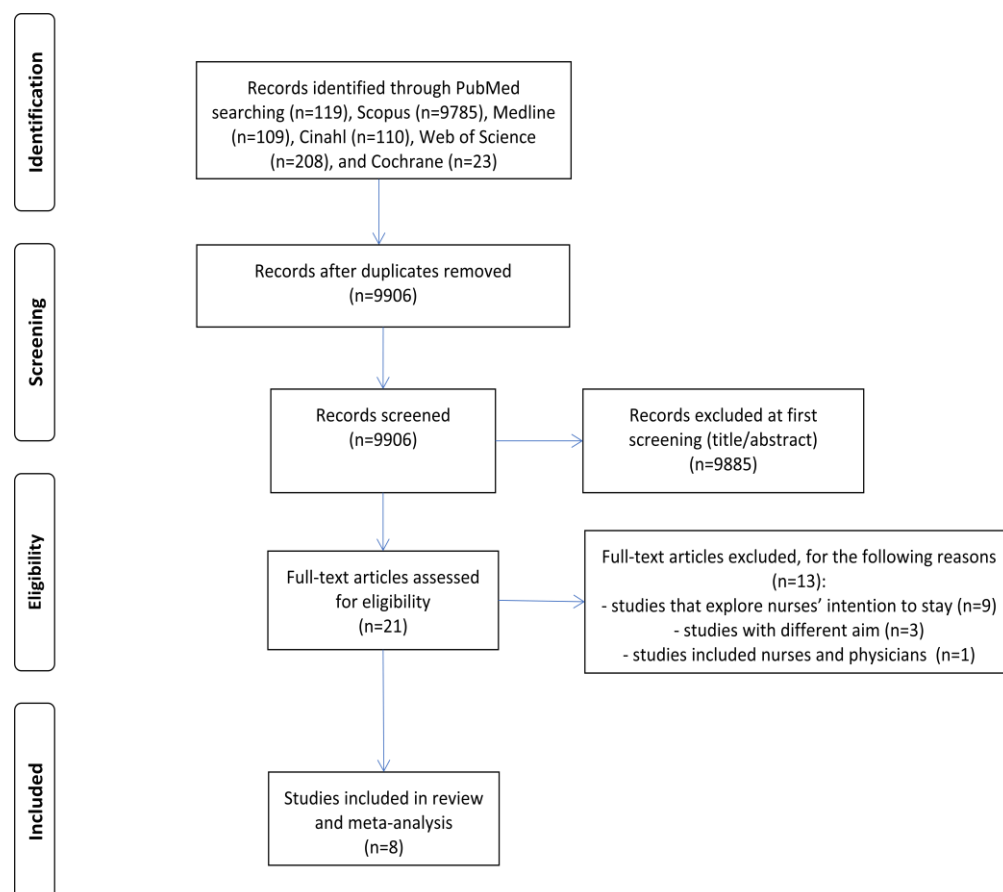 Identification
Records identified through PubMed
searching (n=119), Scopus (n=9785), Medline
(n=109), Cinahl (n=110), Web of Science
(n=208), and Cochrane (n=23)
Screening
Records after duplicates removed
(n=9906)
Records screened
(n=9906)
Records excluded at first
screening (title/abstract)
(n=9885)
Eligibility
Full-text articles assessed
for eligibility
(n=21)
Full-text articles excluded, for the following reasons
(n=13):
- studies that explore nurses’ intention to stay (n=9)
- studies with different aim (n=3)
- studies included nurses and physicians (n=1)
Included
Studies included in review
and meta-analysis
(n=8)